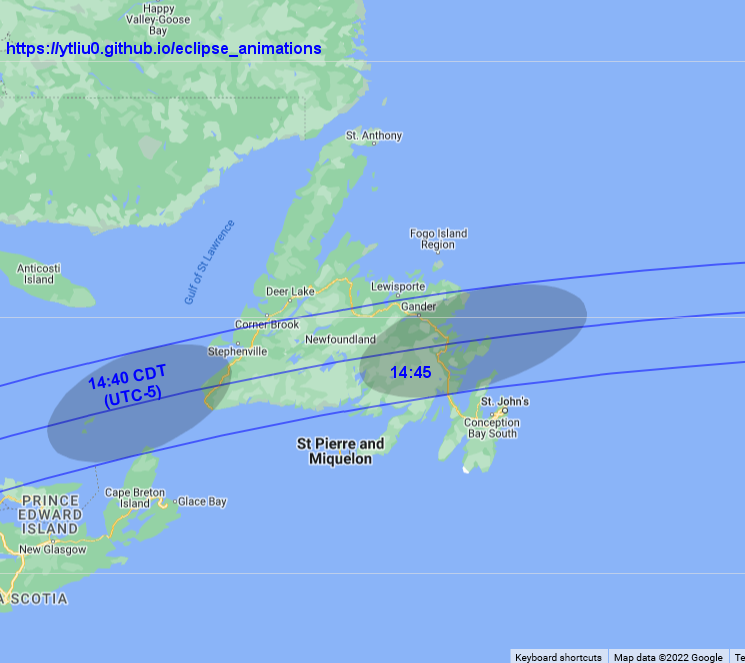 Happy
Valley-Goose
Bay
https://ytliu0.github.io/eclipse_animations
St. Anthony
Gulf of St Lawrence
Fogo Island
Region
Anticosti
Island
Deer Lake
Lewisporte
Gander
Corner Brook
Newfoundland
Stephenville
14:40 CDT
(UTC-5)
14:45
St. John's
Conception
Bay South
St Pierre and
Miquelon
Cape Breton
Island
Glace Bay
PRINCE
EDWARD
ISLAND
New Glasgow
A SCOTIA
Keyboard shortcuts
Map data ©2022 Google
Te